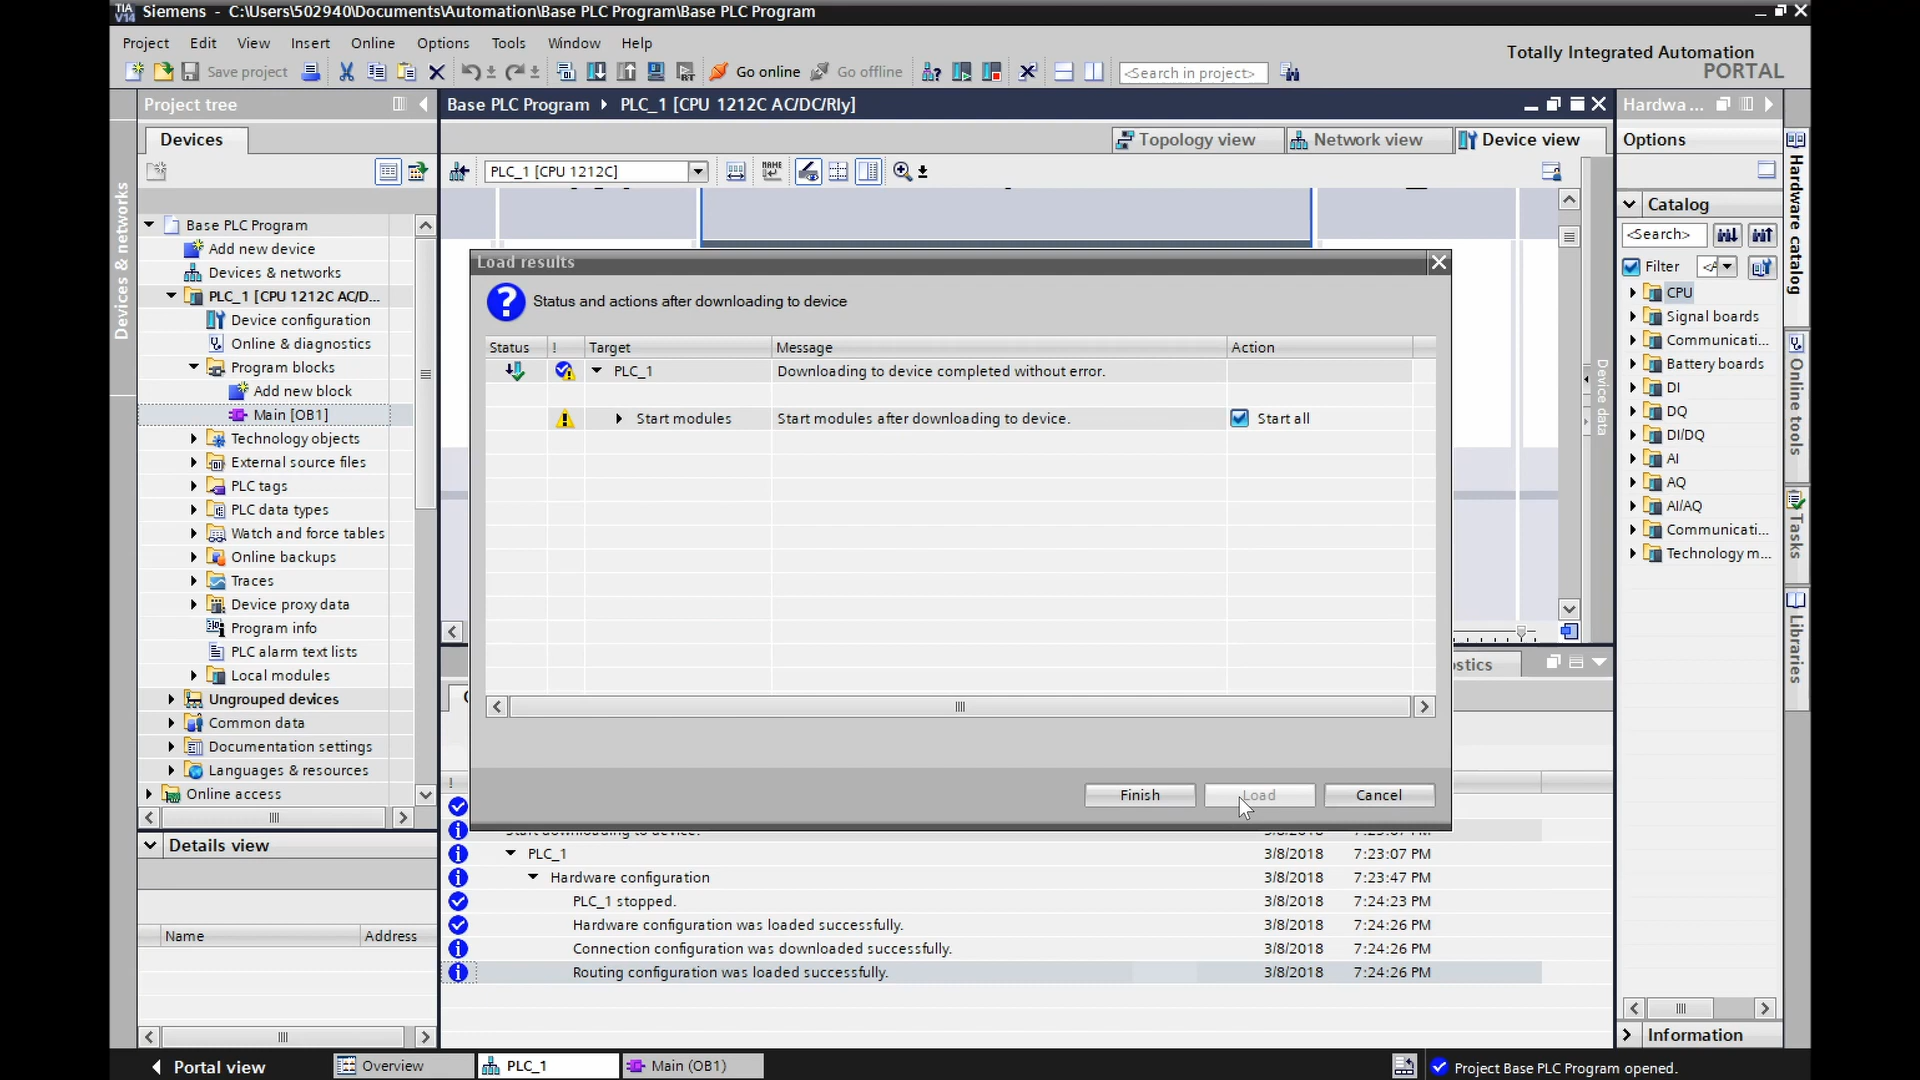 TIA V14 Siemens - C:\Users\502940\Documents\Automation\Base PLC Program\Base PLC Program
Project Edit View Insert Online Options Tools Window Help
Totally Integrated Automation
PORTAL
Save project Go online Go offline <Search in project>
Project tree
Base PLC Program PLC_1 [CPU 1212C AC/DC/Rly]
Hardwa...
Devices
Topology view Network view Device view
Options
PLC_1 [CPU 1212C]
Devices & networks
Base PLC Program
Add new device
Devices & networks
PLC_1 [CPU 1212C AC/D...
Device configuration
Online & diagnostics
Program blocks
Add new block
Main [OB1]
Technology objects
External source files
PLC tags
PLC data types
Watch and force tables
Online backups
Traces
Device proxy data
Program info
PLC alarm text lists
Local modules
Ungrouped devices
Common data
Documentation settings
Languages & resources
Online access
Details view
Name Address
Load results
Status and actions after downloading to device
Status ! Target Message Action
PLC_1 Downloading to device completed without error.
Start modules Start modules after downloading to device. Start all
Finish Load Cancel
Device data
stics
!
Start downloading to device. 3/8/2018 7:23:07 PM
PLC_1 3/8/2018 7:23:07 PM
Hardware configuration 3/8/2018 7:23:47 PM
PLC_1 stopped. 3/8/2018 7:24:23 PM
Hardware configuration was loaded successfully. 3/8/2018 7:24:26 PM
Connection configuration was downloaded successfully. 3/8/2018 7:24:26 PM
Routing configuration was loaded successfully. 3/8/2018 7:24:26 PM
Catalog
<Search>
Filter
CPU
Signal boards
Communicati...
Battery boards
DI
DQ
DI/DQ
AI
AQ
AI/AQ
Communicati...
Technology m...
Information
Hardware catalog
Online tools
Tasks
Libraries
Portal view Overview PLC_1 Main (OB1) Project Base PLC Program opened.